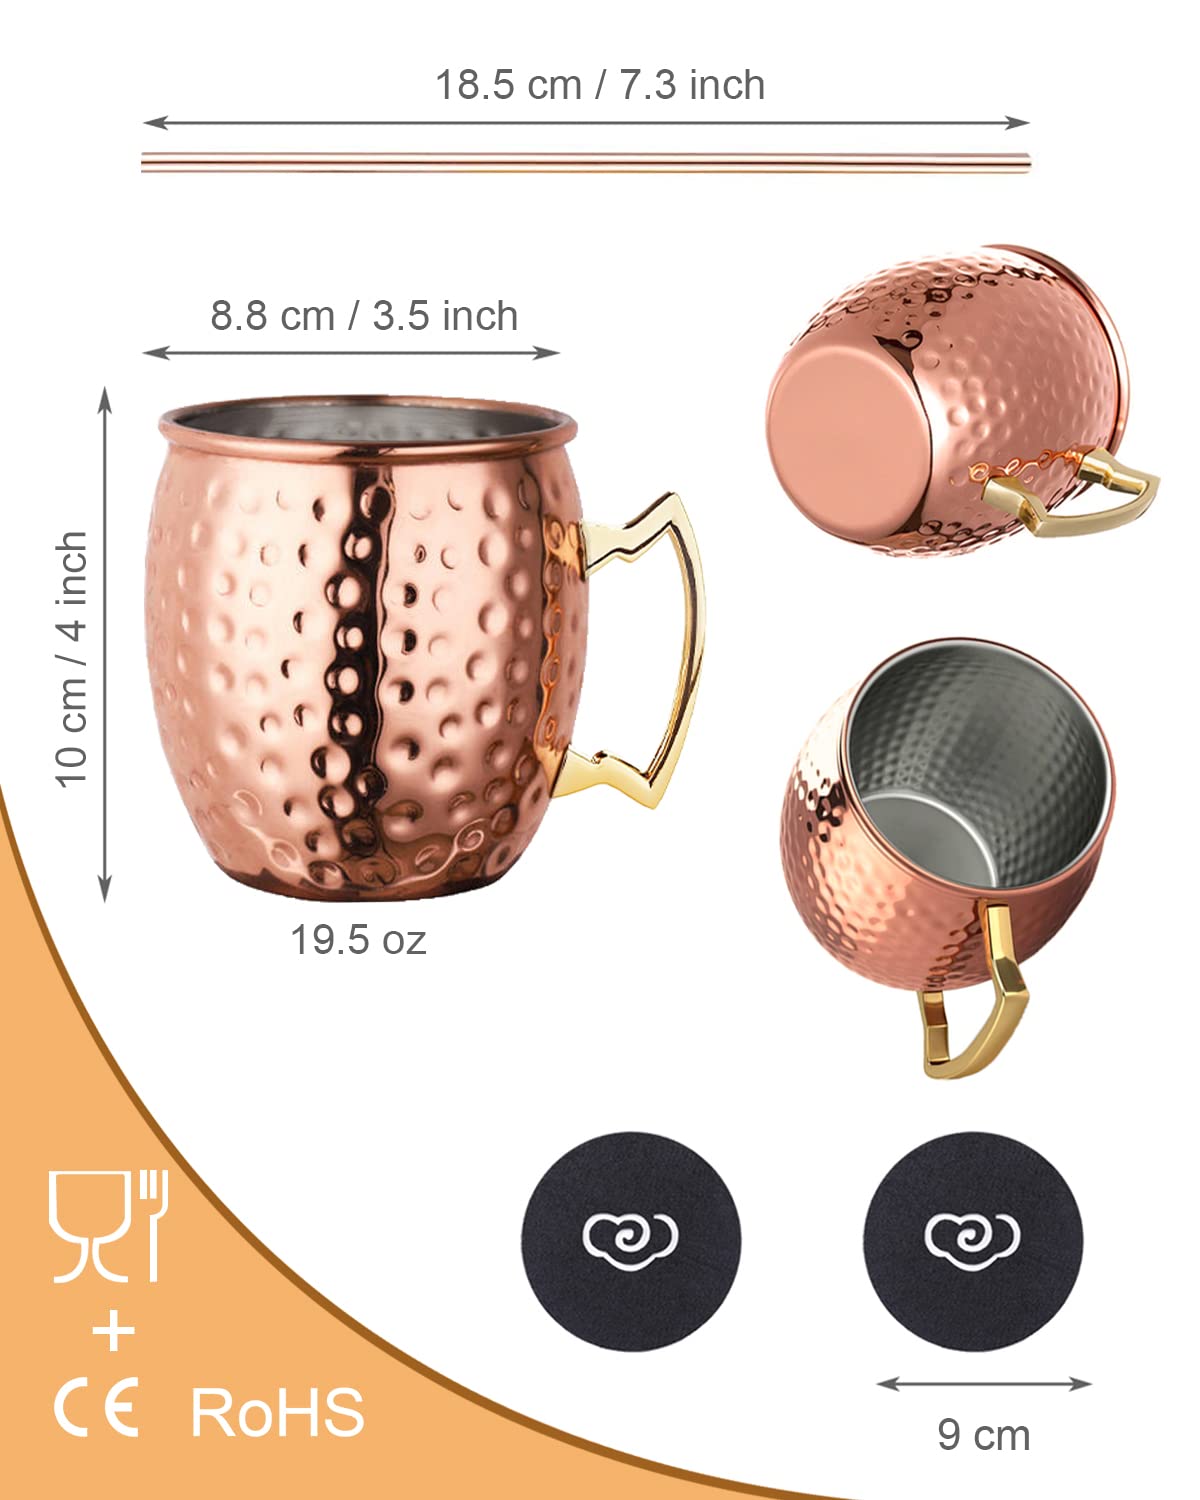 18.5 cm / 7.3 inch
8.8 cm / 3.5 inch
10 cm / 4 inch
19.5 oz
+
CE RoHS
9 cm